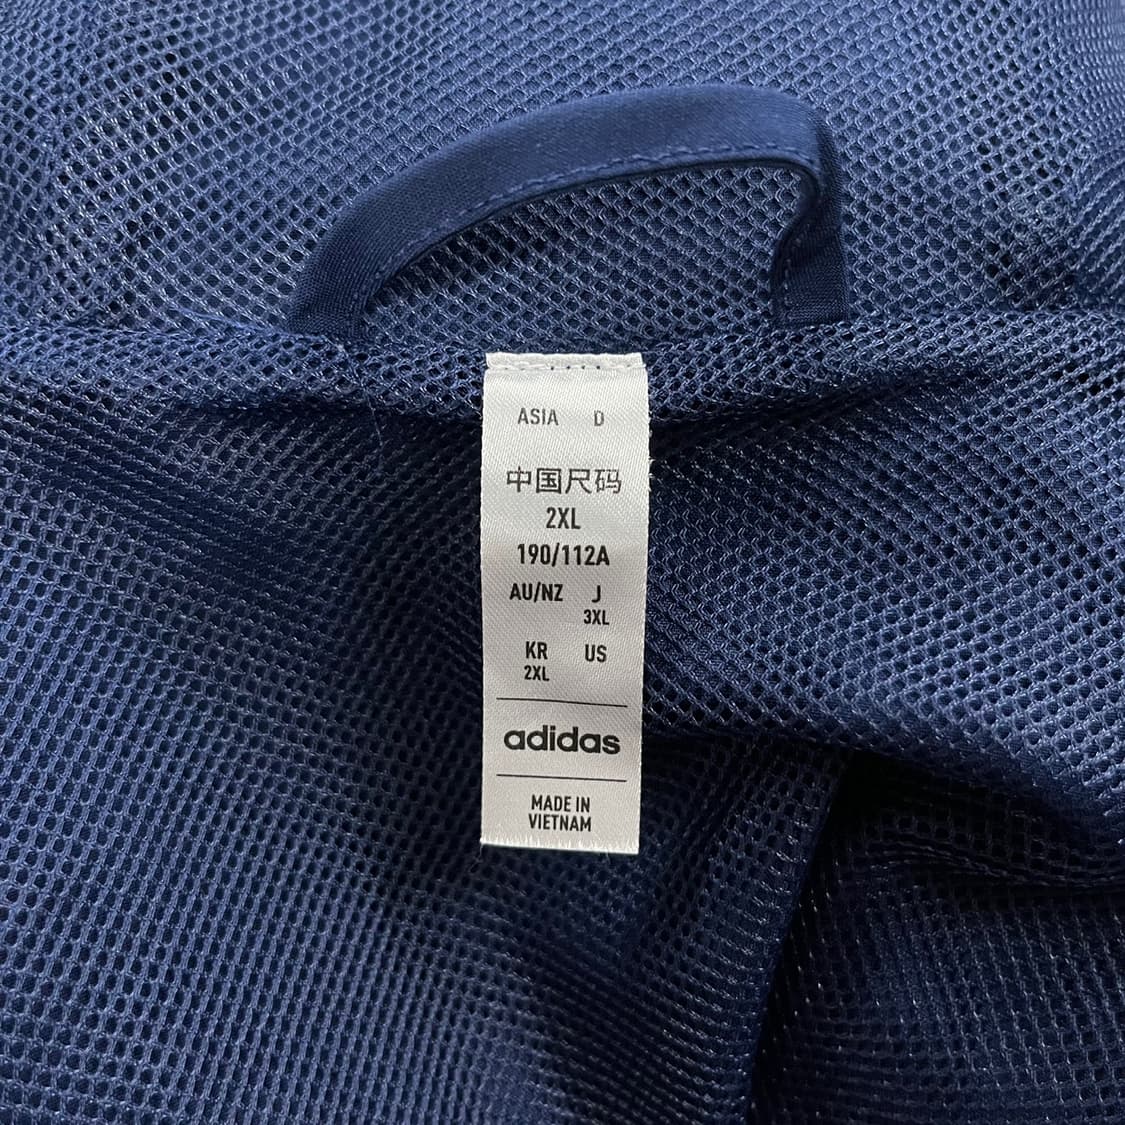 ASIA D
中国尺码
2XL
190/112A
AU/NZ J
3XL
KR US
2XL
adidas
MADE IN
VIETNAM